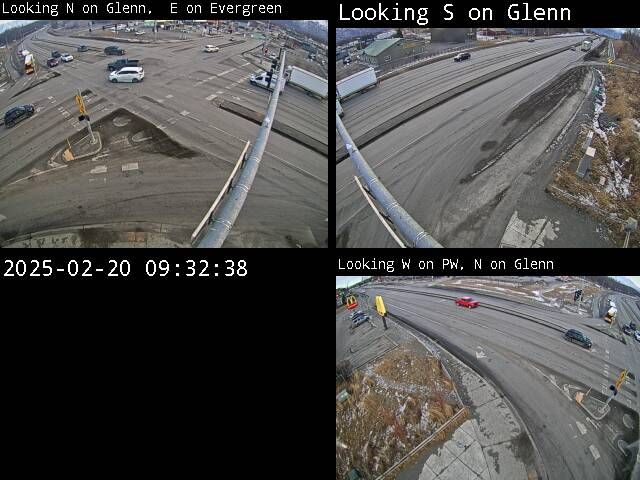 Looking N on Glenn,  E on Evergreen
Looking S on Glenn
2025-02-20 09:32:38
Looking W on PW, N on Glenn